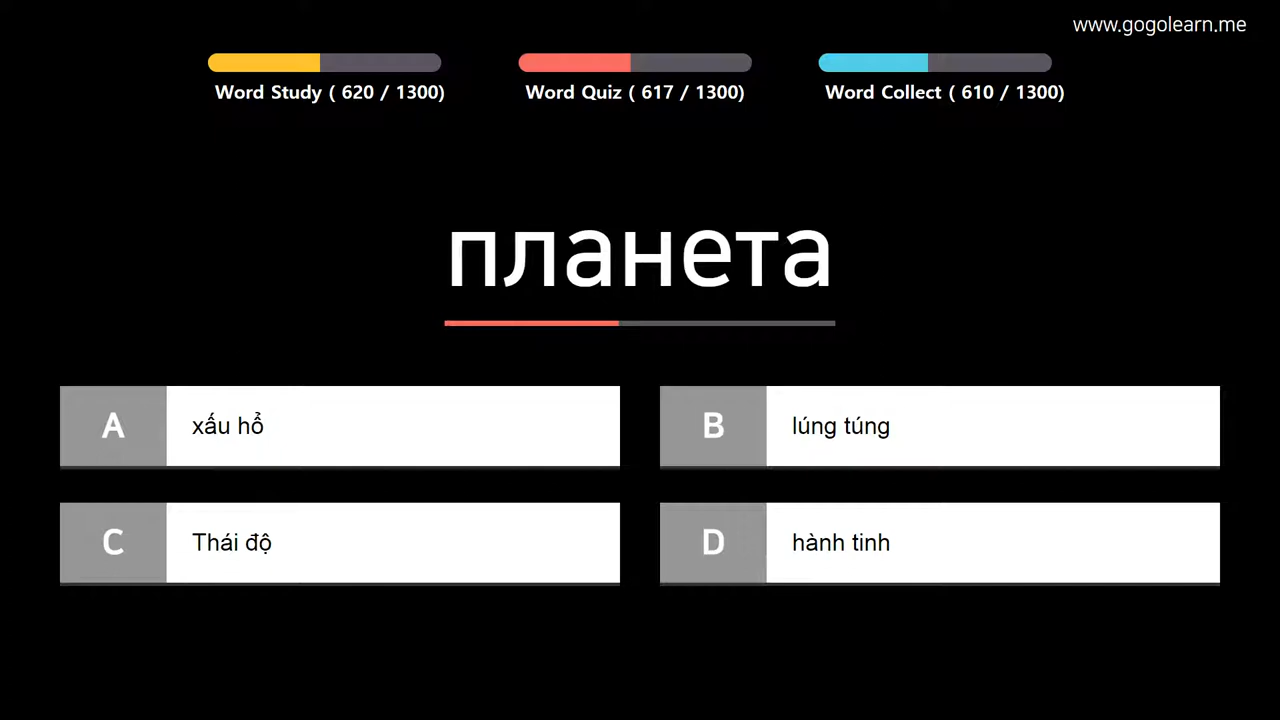 www.gogolearn.me
Word Study ( 620 / 1300)
Word Quiz ( 617 / 1300)
Word Collect ( 610 / 1300)
планета
A xấu hổ
B lúng túng
C Thái độ
D hành tinh